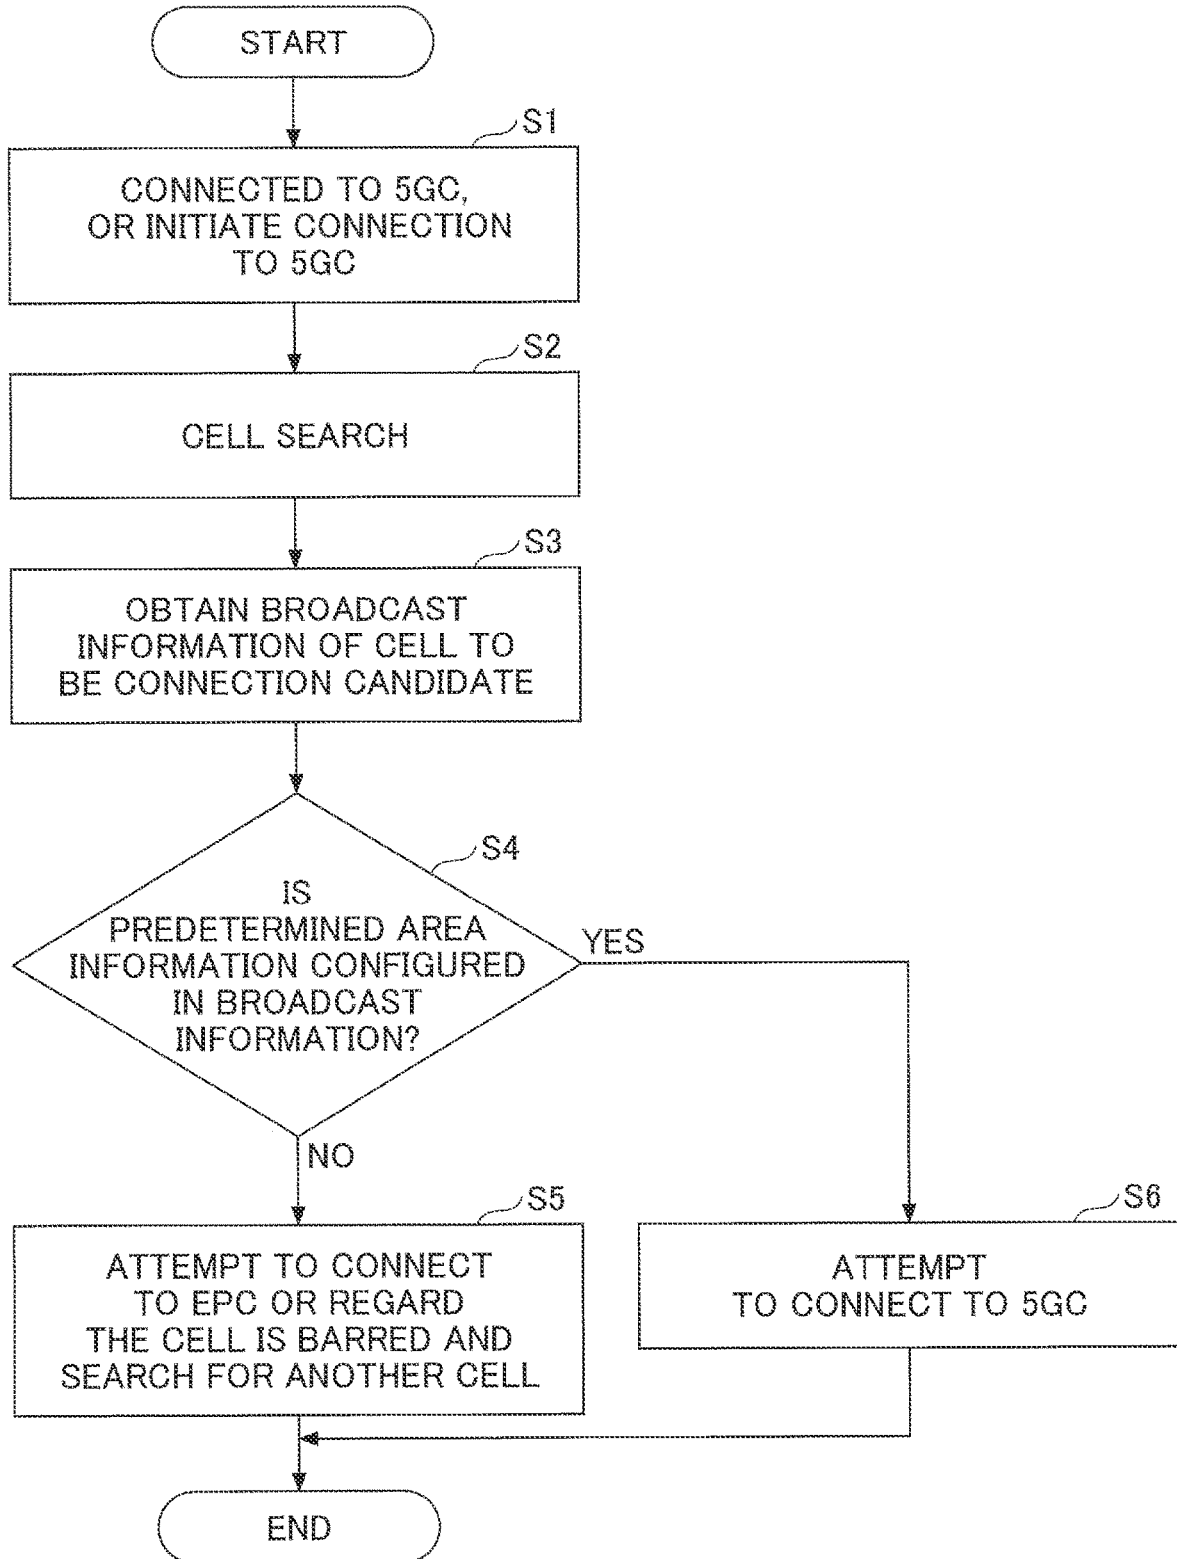 START
S1
CONNECTED TO 5GC,
OR INITIATE CONNECTION
TO 5GC
S2
CELL SEARCH
S3
OBTAIN BROADCAST
INFORMATION OF CELL TO
BE CONNECTION CANDIDATE
S4
IS
PREDETERMINED AREA
INFORMATION CONFIGURED
IN BROADCAST
INFORMATION?
YES
NO
S5
ATTEMPT TO CONNECT
TO EPC OR REGARD
THE CELL IS BARRED AND
SEARCH FOR ANOTHER CELL
S6
ATTEMPT
TO CONNECT TO 5GC
END